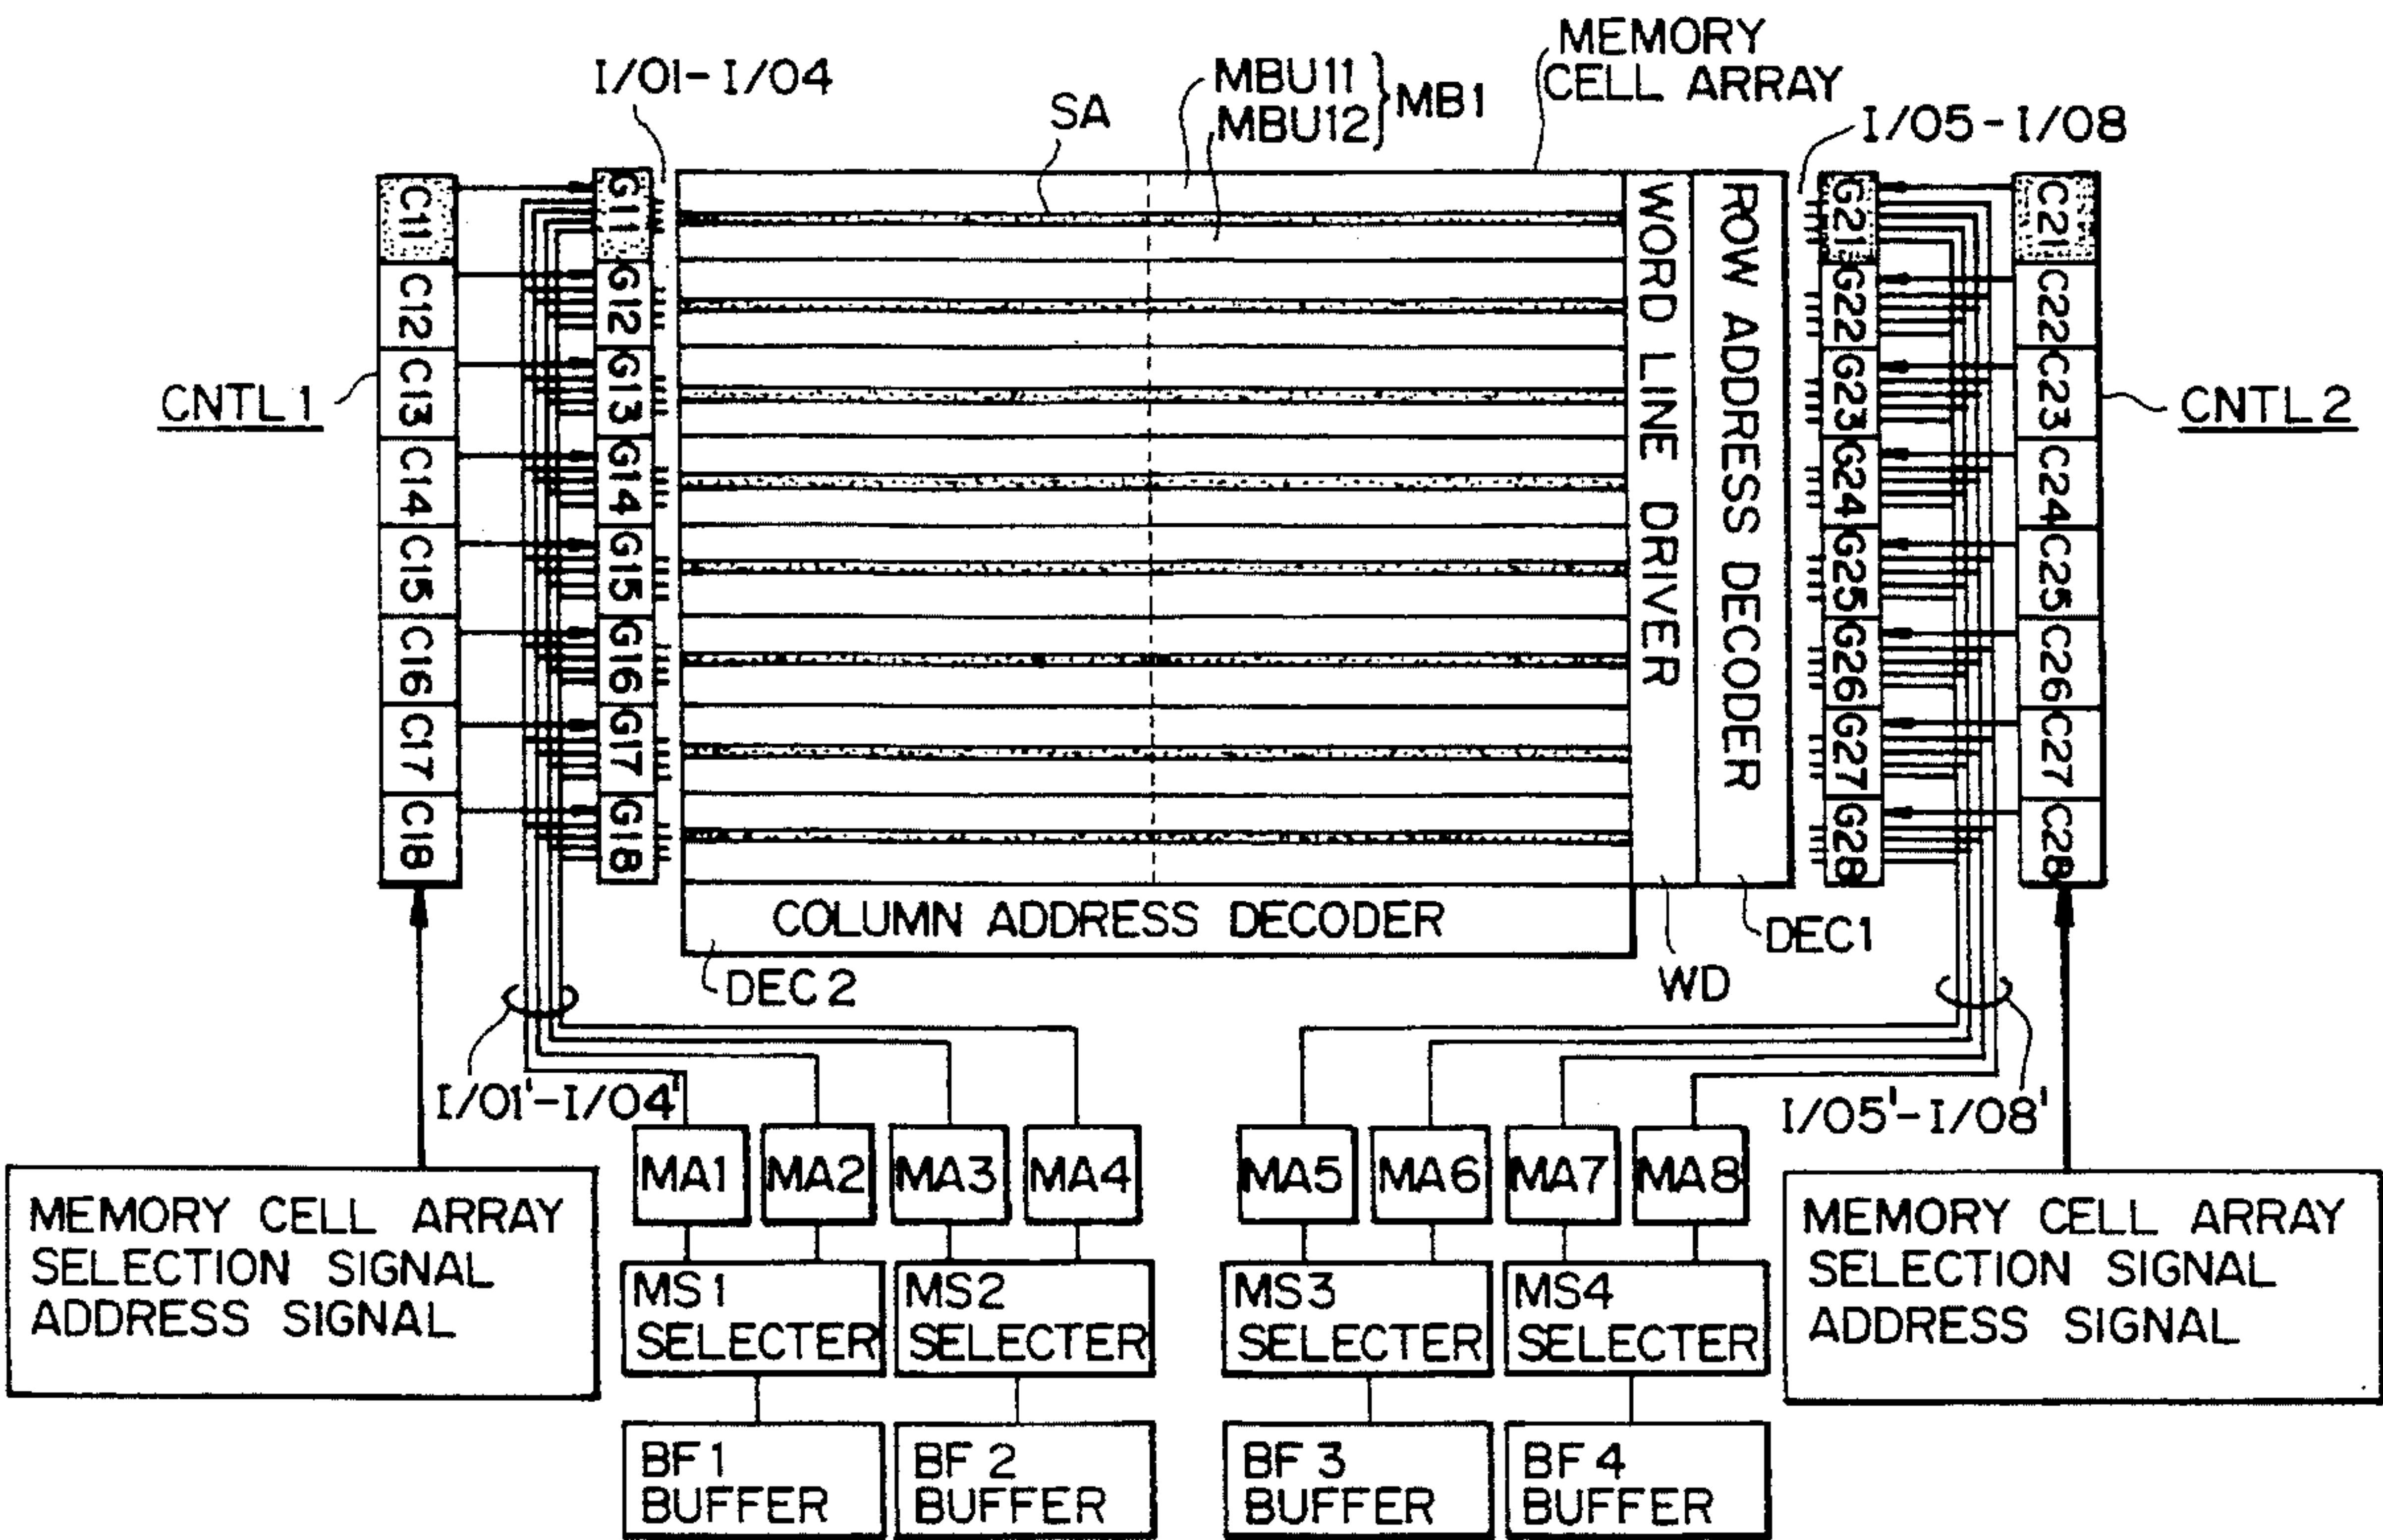 MEMORY
CELL ARRAY
I/O1-I/O4
MBU11
MBU12
MB1
SA
I/O5-I/O8
C11
C12
C13
C14
C15
C16
C17
C18
CNTL1
G11
G12
G13
G14
G15
G16
G17
G18
WORD LINE DRIVER
ROW ADDRESS DECODER
G21
G22
G23
G24
G25
G26
G27
G28
C21
C22
C23
C24
C25
C26
C27
C28
CNTL2
COLUMN ADDRESS DECODER
DEC2
WD
DEC1
I/O1'-I/O4'
I/O5'-I/O8'
MA1
MA2
MA3
MA4
MA5
MA6
MA7
MA8
MEMORY CELL ARRAY
SELECTION SIGNAL
ADDRESS SIGNAL
MS1
SELECTER
MS2
SELECTER
MS3
SELECTER
MS4
SELECTER
MEMORY CELL ARRAY
SELECTION SIGNAL
ADDRESS SIGNAL
BF1
BUFFER
BF2
BUFFER
BF3
BUFFER
BF4
BUFFER